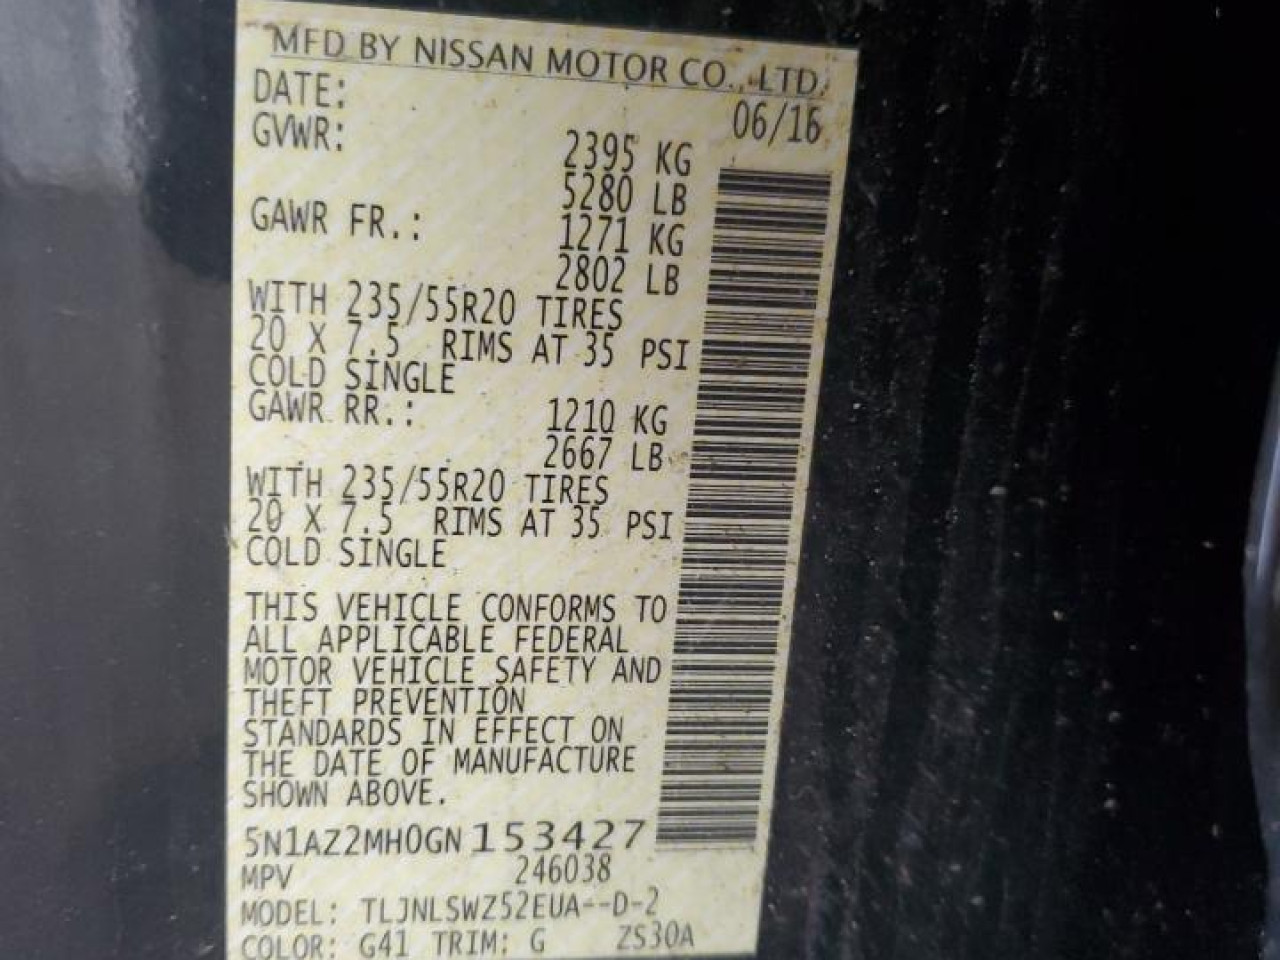 MFD BY NISSAN MOTOR CO., LTD.
DATE: 06/16
GVWR: 2395 KG
5280 LB
GAWR FR.: 1271 KG
2802 LB
WITH 235/55R20 TIRES
20 X 7.5 RIMS AT 35 PSI
COLD SINGLE
GAWR RR.: 1210 KG
2667 LB
WITH 235/55R20 TIRES
20 X 7.5 RIMS AT 35 PSI
COLD SINGLE
THIS VEHICLE CONFORMS TO
ALL APPLICABLE FEDERAL
MOTOR VEHICLE SAFETY AND
THEFT PREVENTION
STANDARDS IN EFFECT ON
THE DATE OF MANUFACTURE
SHOWN ABOVE.
5N1AZ2MH0GN153427
MPV 246038
MODEL: TLJNLSWZ52EUA--D-2
COLOR: G41 TRIM: G ZS30A